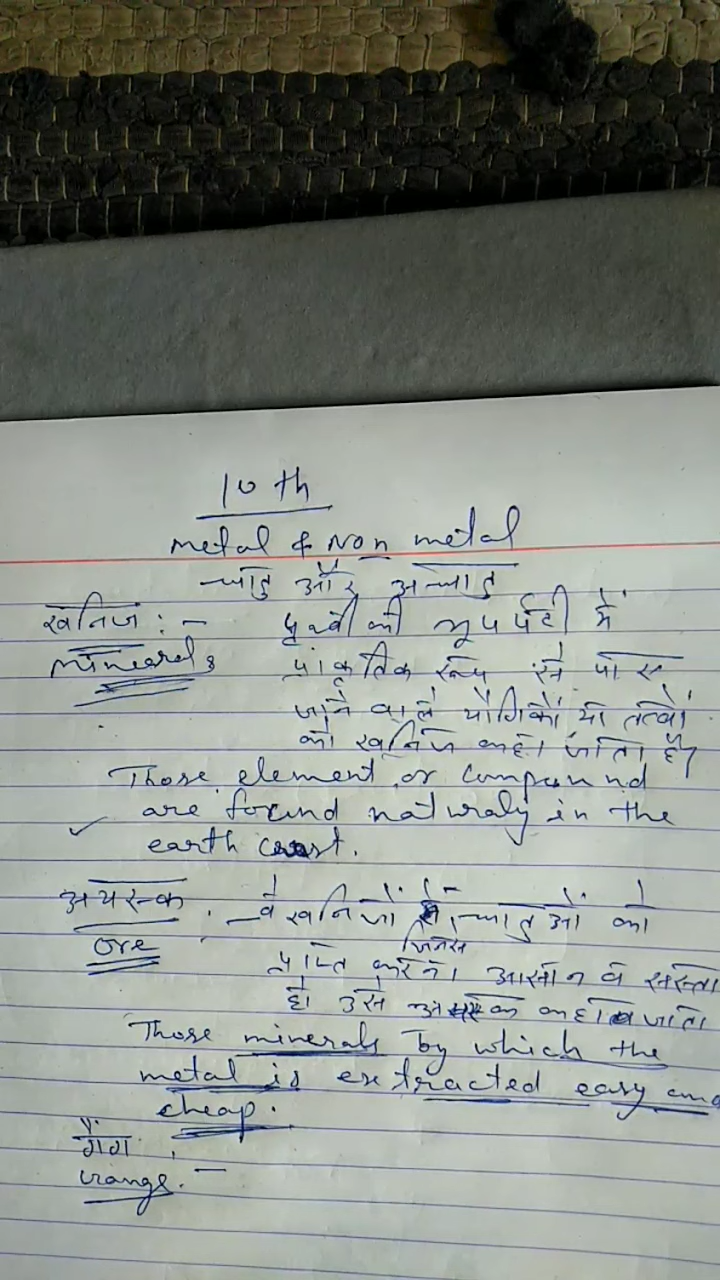 10 th
Metal & Non metal
धातु और अधातु
खनिज : - पृथ्वी की भूपर्पटी में
Minerals प्राकृतिक रूप से पाए
जाने वाले यौगिकों या तत्वों
को खनिज कहा जाता है
Those element or compound
are found naturaly in the
earth crust.
अयस्क . वे खनिजों से धातुओं का
ore जिनसे
प्राप्त करना आसान व सस्ता
हो उसे अयस्क कहा जाता
Those minerals by which the
metal is extracted easy and
cheap.
गैंग